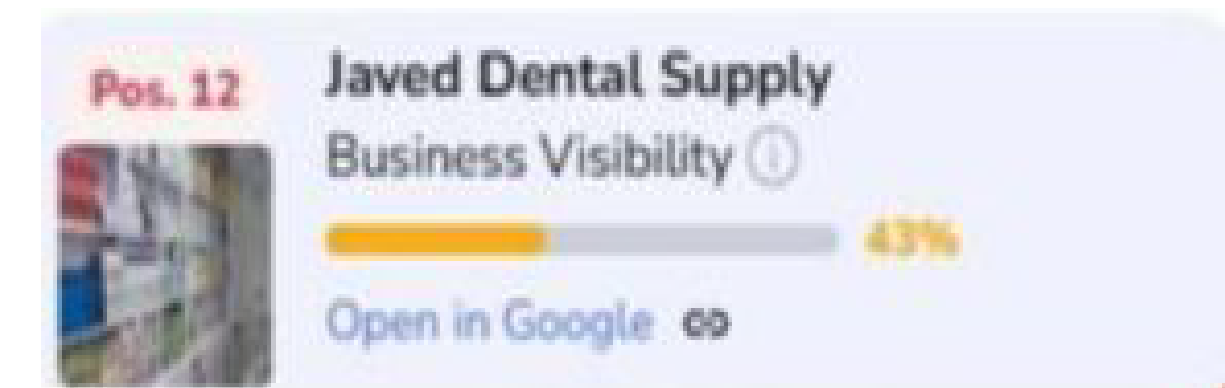 Pos. 12
Javed Dental Supply
Business Visibility
43%
Open in Google